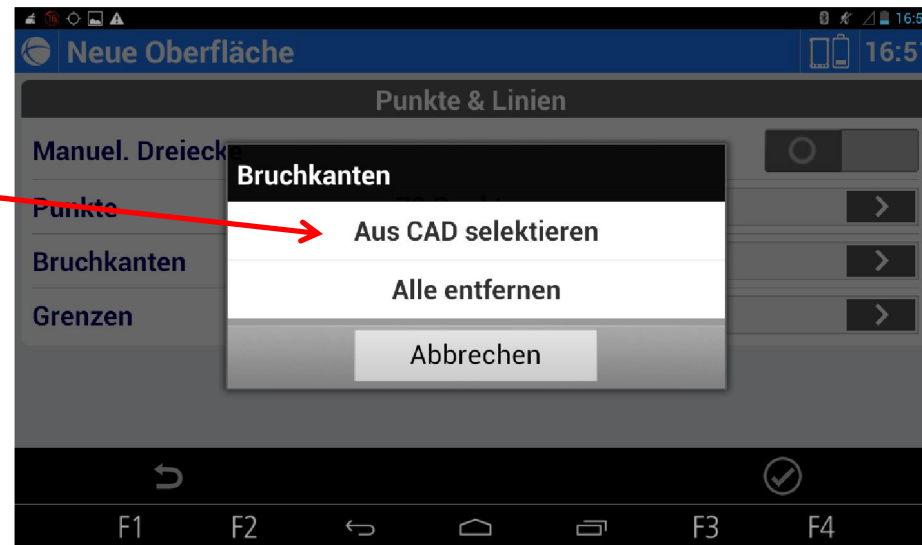 16:5
Neue Oberfläche
16:5
Punkte & Linien
Manuel. Dreiecke
Bruchkanten
Punkte
Aus CAD selektieren
Bruchkanten
Alle entfernen
Grenzen
Abbrechen
F1 F2 F3 F4